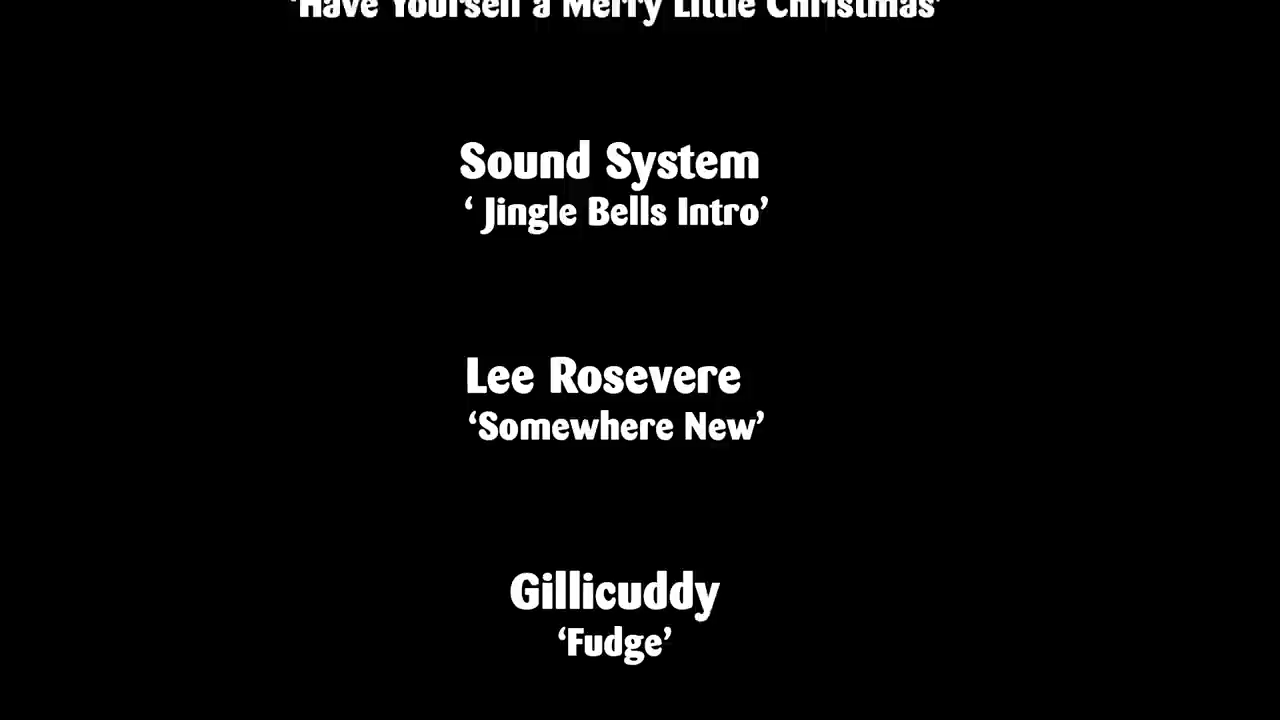 'Have Yourself a Merry Little Christmas'
Sound System
‘ Jingle Bells Intro’
Lee Rosevere
‘Somewhere New’
Gillicuddy
‘Fudge’